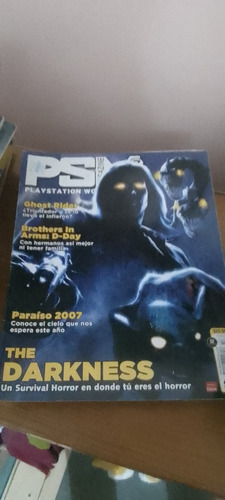 PS
PLAYSTATION WO
Ghost Rider
Brothers in
Arms: D-Day
Con hermanos así mejor
ni tener familia
Paraíso 2007
Conoce el cielo que nos
espera este año
THE
DARKNESS
Un Survival Horror en donde tú eres el horror